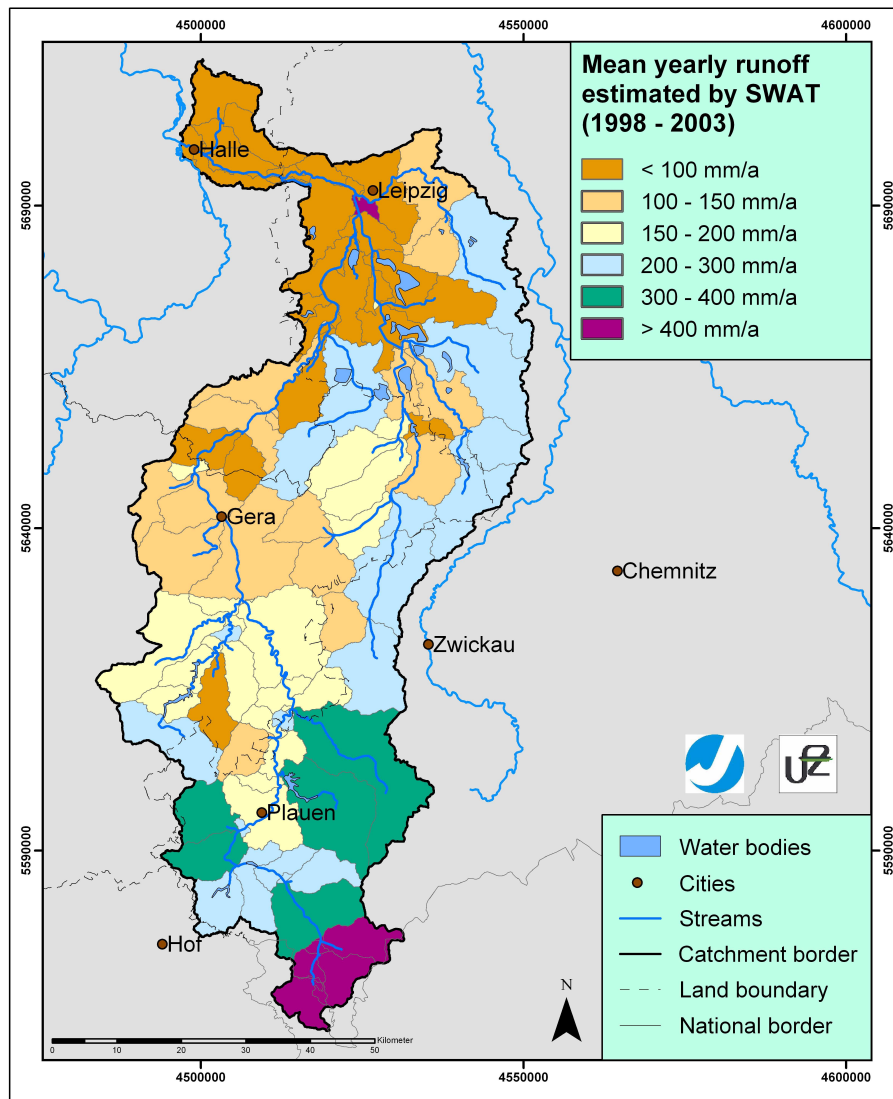 4500000
4550000
4600000
Mean yearly runoff
estimated by SWAT
(1998 - 2003)
< 100 mm/a
100 - 150 mm/a
150 - 200 mm/a
200 - 300 mm/a
300 - 400 mm/a
> 400 mm/a
Halle
Leipzig
5690000
5690000
Gera
5640000
5640000
Chemnitz
Zwickau
UFZ
Plauen
5590000
5590000
Hof
Water bodies
Cities
Streams
Catchment border
Land boundary
National border
N
Kilometer
0 10 20 30 40 50
4500000
4550000
4600000